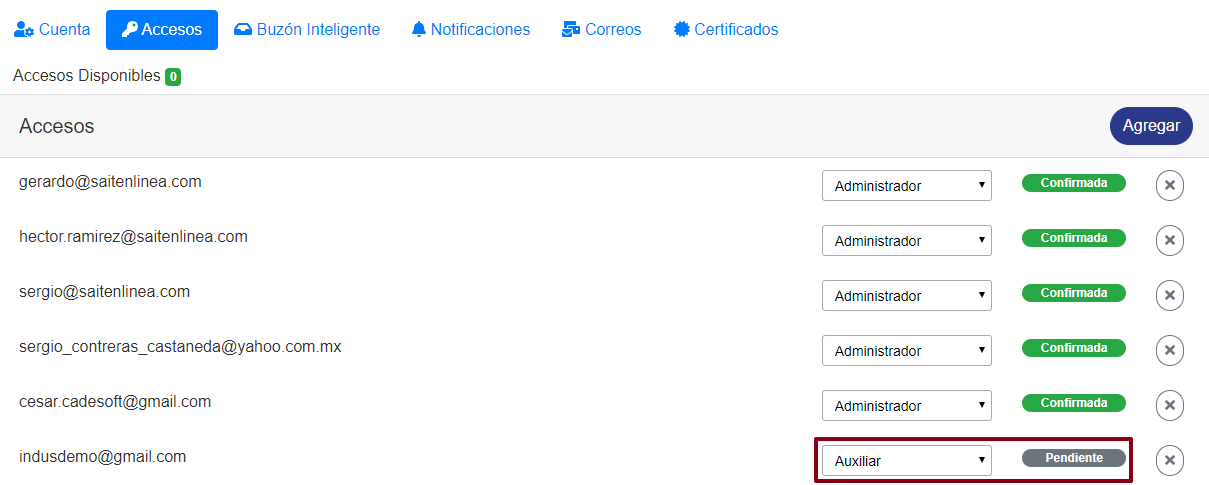 Cuenta Accesos Buzón Inteligente Notificaciones Correos Certificados
Accesos Disponibles 0
Accesos Agregar
gerardo@saitenlinea.com Administrador Confirmada
hector.ramirez@saitenlinea.com Administrador Confirmada
sergio@saitenlinea.com Administrador Confirmada
sergio_contreras_castaneda@yahoo.com.mx Administrador Confirmada
cesar.cadesoft@gmail.com Administrador Confirmada
indusdemo@gmail.com Auxiliar Pendiente